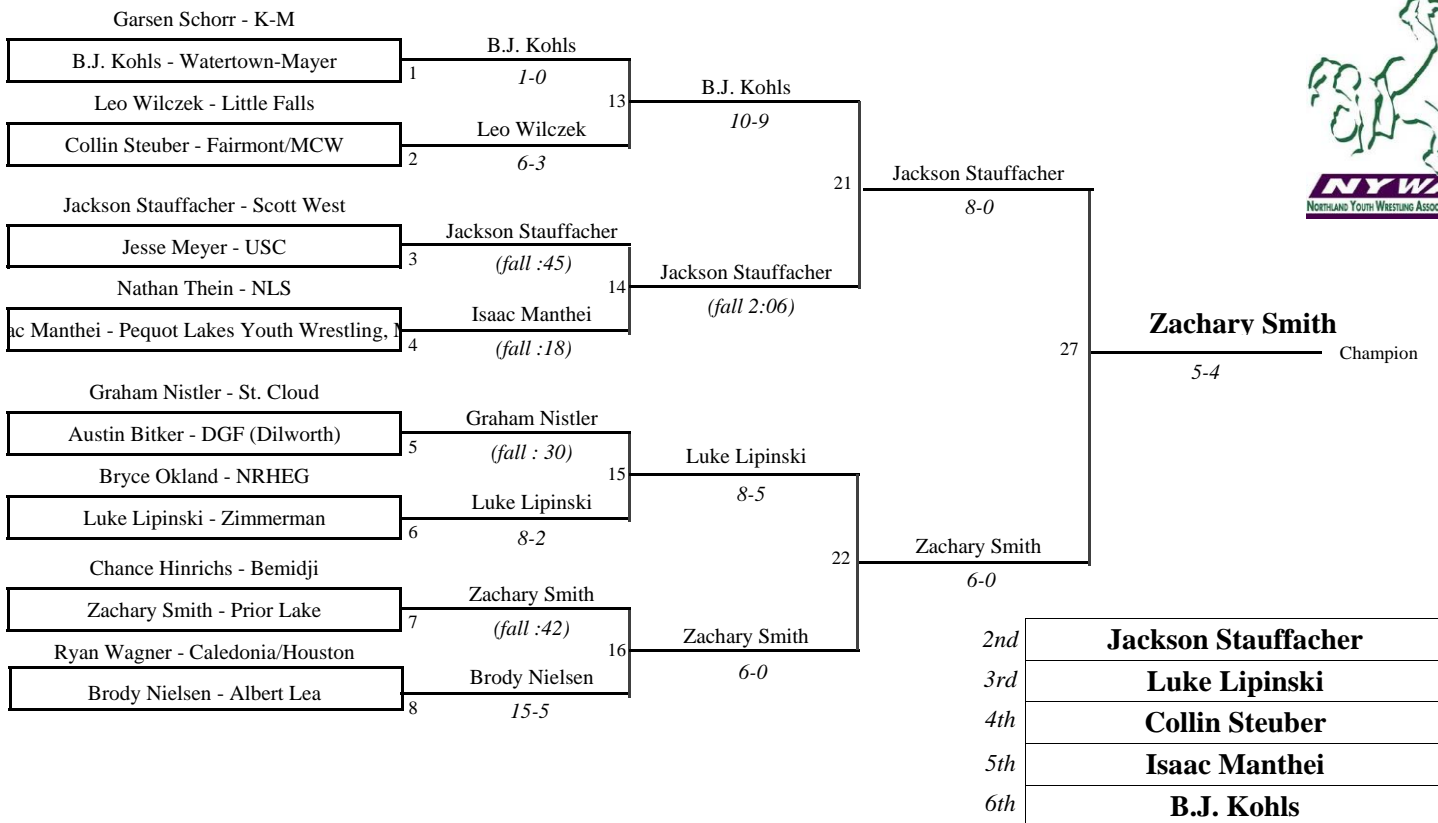 Garsen Schorr - K-M
B.J. Kohls - Watertown-Mayer
1
Leo Wilczek - Little Falls
Collin Steuber - Fairmont/MCW
2
Jackson Stauffacher - Scott West
Jesse Meyer - USC
3
Nathan Thein - NLS
ac Manthei - Pequot Lakes Youth Wrestling,
4
Graham Nistler - St. Cloud
Austin Bitker - DGF (Dilworth)
5
Bryce Okland - NRHEG
Luke Lipinski - Zimmerman
6
Chance Hinrichs - Bemidji
Zachary Smith - Prior Lake
7
Ryan Wagner - Caledonia/Houston
Brody Nielsen - Albert Lea
8
B.J. Kohls
1-0
13
Leo Wilczek
6-3
Jackson Stauffacher
(fall :45)
14
Isaac Manthei
(fall :18)
Graham Nistler
(fall : 30)
15
Luke Lipinski
8-2
Zachary Smith
(fall :42)
16
Brody Nielsen
15-5
B.J. Kohls
10-9
21
Jackson Stauffacher
(fall 2:06)
Luke Lipinski
8-5
22
Zachary Smith
6-0
Jackson Stauffacher
8-0
27
Zachary Smith
6-0
Zachary Smith
Champion
5-4
NYWA
NORTHLAND YOUTH WRESTLING ASSOC
2nd Jackson Stauffacher
3rd Luke Lipinski
4th Collin Steuber
5th Isaac Manthei
6th B.J. Kohls